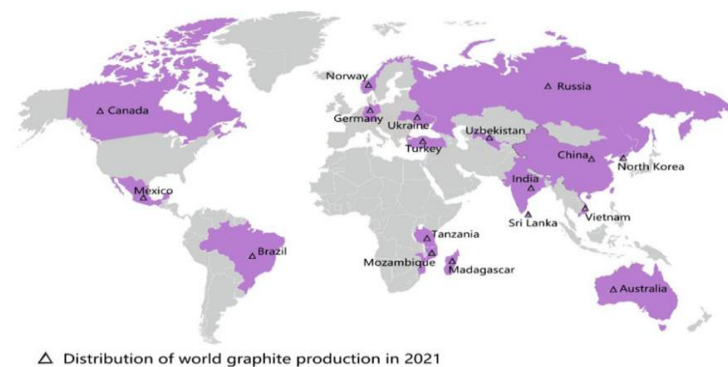 Norway
Russia
Canada
Germany
Ukraine
Uzbekistan
Turkey
China
North Korea
India
Mexico
Sri Lanka
Vietnam
Tanzania
Brazil
Mozambique
Madagascar
Australia
△ Distribution of world graphite production in 2021